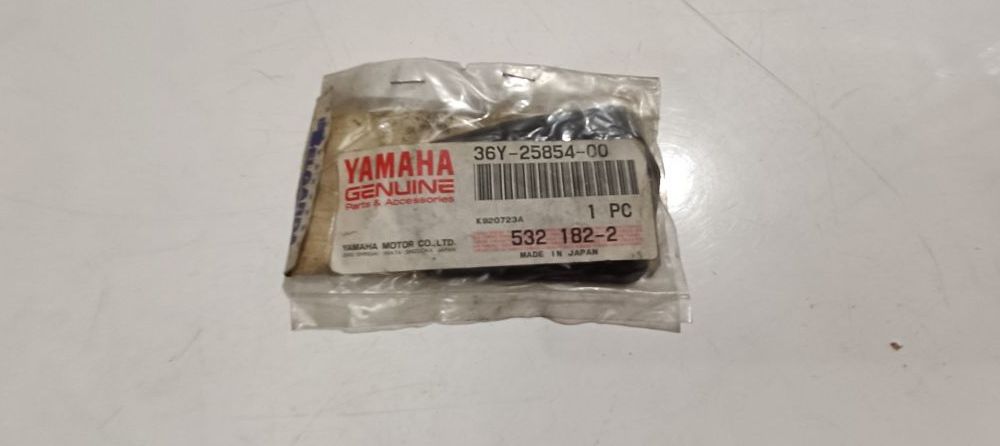 YAMAHA
GENUINE
Parts & Accessories
36Y-25854-00
K920723A
1 PC
532 182-2
YAMAHA MOTOR CO.,LTD.
MADE IN JAPAN